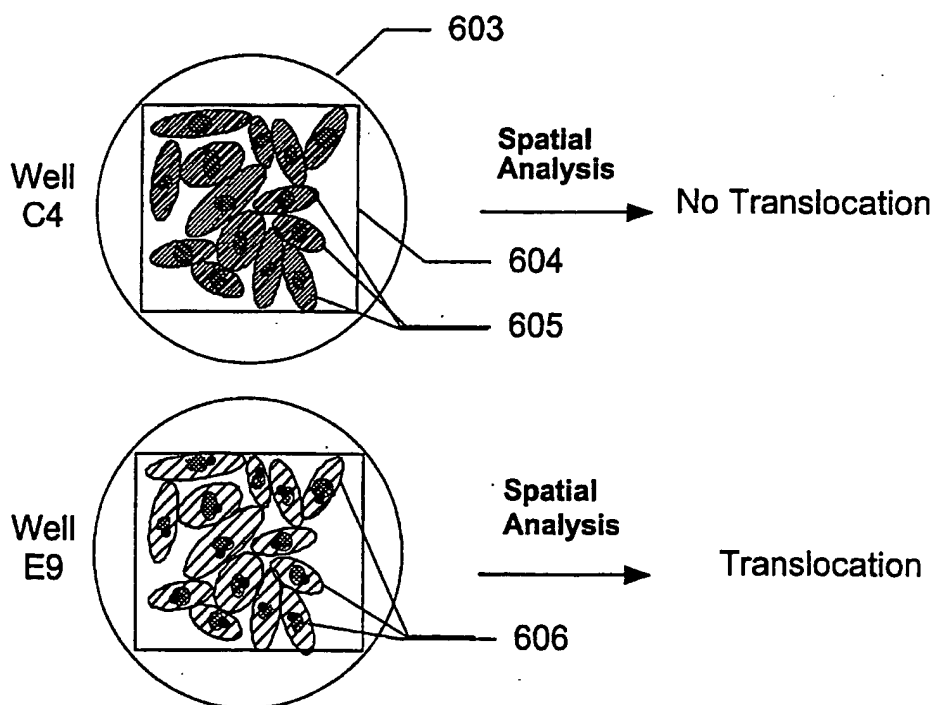 603
Well
C4
Spatial
Analysis
No Translocation
604
605
Well
E9
Spatial
Analysis
Translocation
606